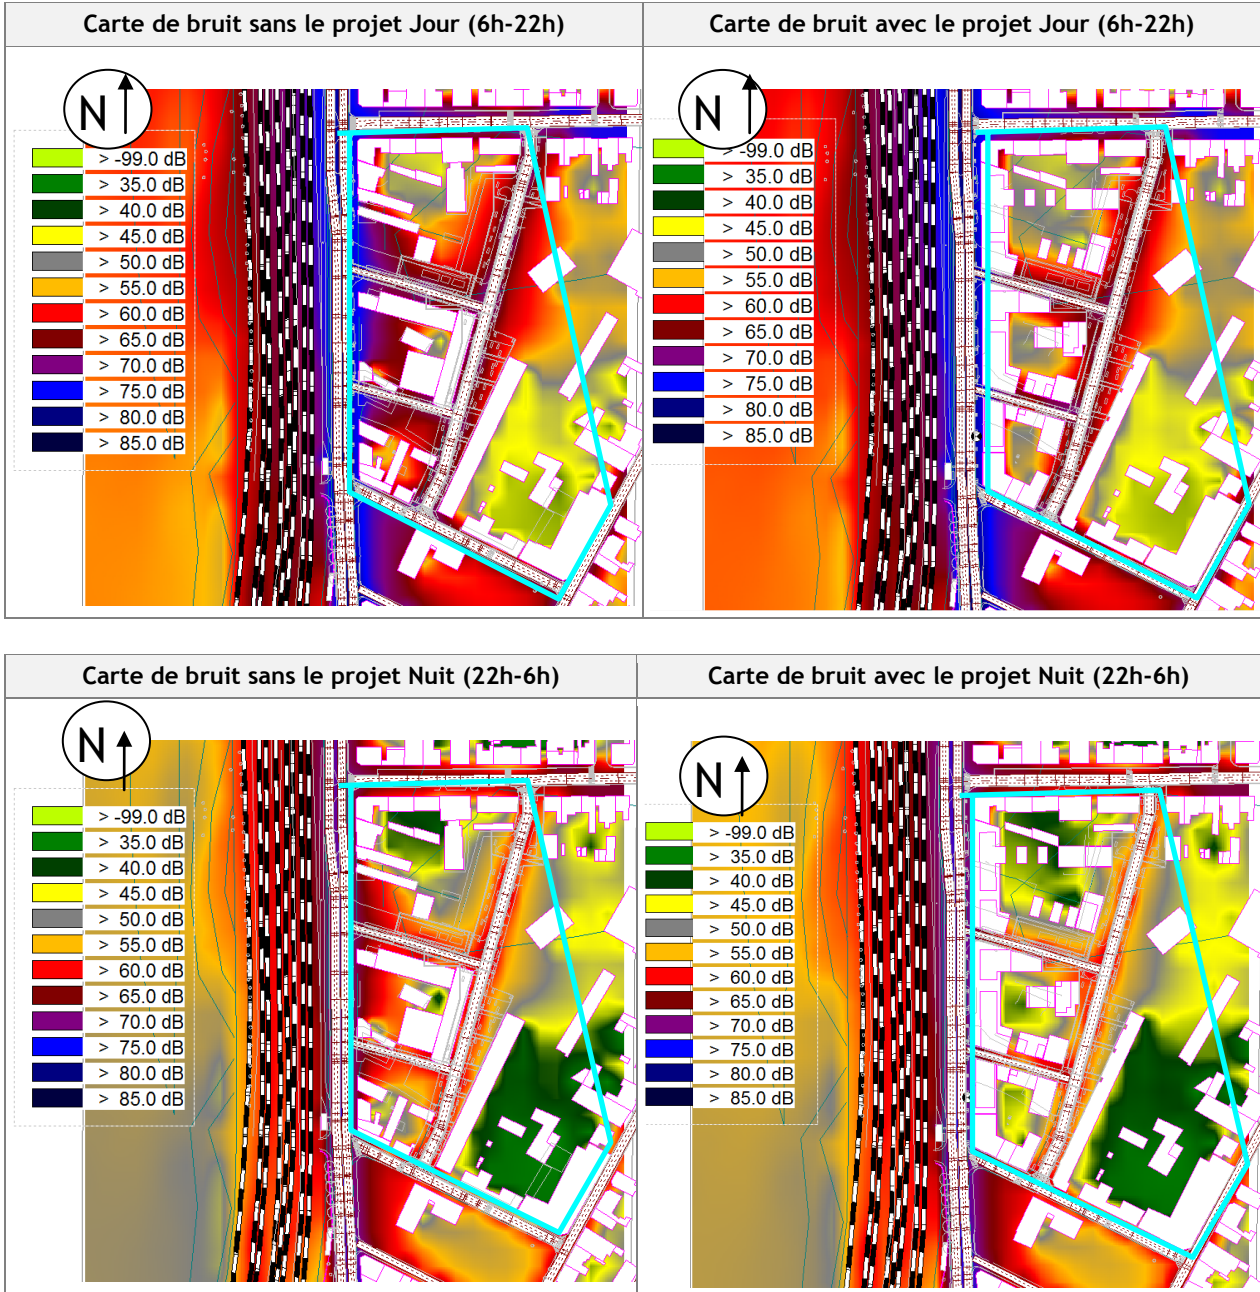 Carte de bruit sans le projet Jour (6h-22h)
Carte de bruit avec le projet Jour (6h-22h)
N
> -99.0 dB
> 35.0 dB
> 40.0 dB
> 45.0 dB
> 50.0 dB
> 55.0 dB
> 60.0 dB
> 65.0 dB
> 70.0 dB
> 75.0 dB
> 80.0 dB
> 85.0 dB
N
> -99.0 dB
> 35.0 dB
> 40.0 dB
> 45.0 dB
> 50.0 dB
> 55.0 dB
> 60.0 dB
> 65.0 dB
> 70.0 dB
> 75.0 dB
> 80.0 dB
> 85.0 dB
Carte de bruit sans le projet Nuit (22h-6h)
Carte de bruit avec le projet Nuit (22h-6h)
N
> -99.0 dB
> 35.0 dB
> 40.0 dB
> 45.0 dB
> 50.0 dB
> 55.0 dB
> 60.0 dB
> 65.0 dB
> 70.0 dB
> 75.0 dB
> 80.0 dB
> 85.0 dB
N
> -99.0 dB
> 35.0 dB
> 40.0 dB
> 45.0 dB
> 50.0 dB
> 55.0 dB
> 60.0 dB
> 65.0 dB
> 70.0 dB
> 75.0 dB
> 80.0 dB
> 85.0 dB